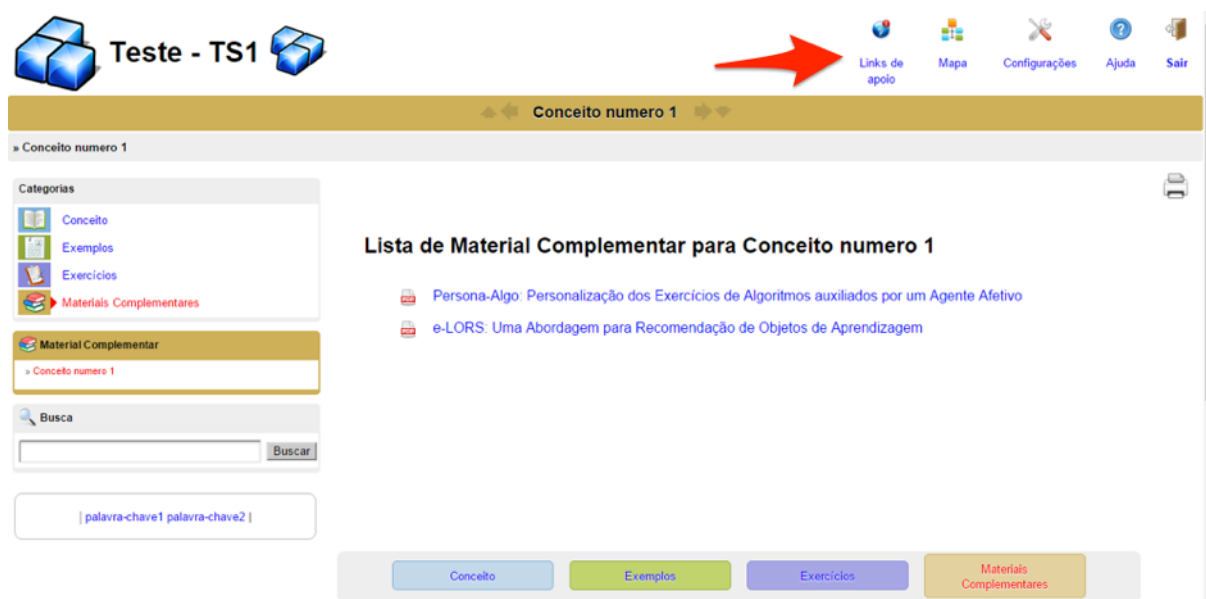 Teste - TS1
Links de
apoio
Mapa
Configurações
Ajuda
Sair
Conceito numero 1
» Conceito numero 1
Categorias
Conceito
Exemplos
Exercícios
Materiais Complementares
Material Complementar
» Conceito numero 1
Busca
Buscar
| palavra-chave1 palavra-chave2 |
Lista de Material Complementar para Conceito numero 1
Persona-Algo: Personalização dos Exercícios de Algoritmos auxiliados por um Agente Afetivo
e-LORS: Uma Abordagem para Recomendação de Objetos de Aprendizagem
Conceito
Exemplos
Exercícios
Materiais
Complementares